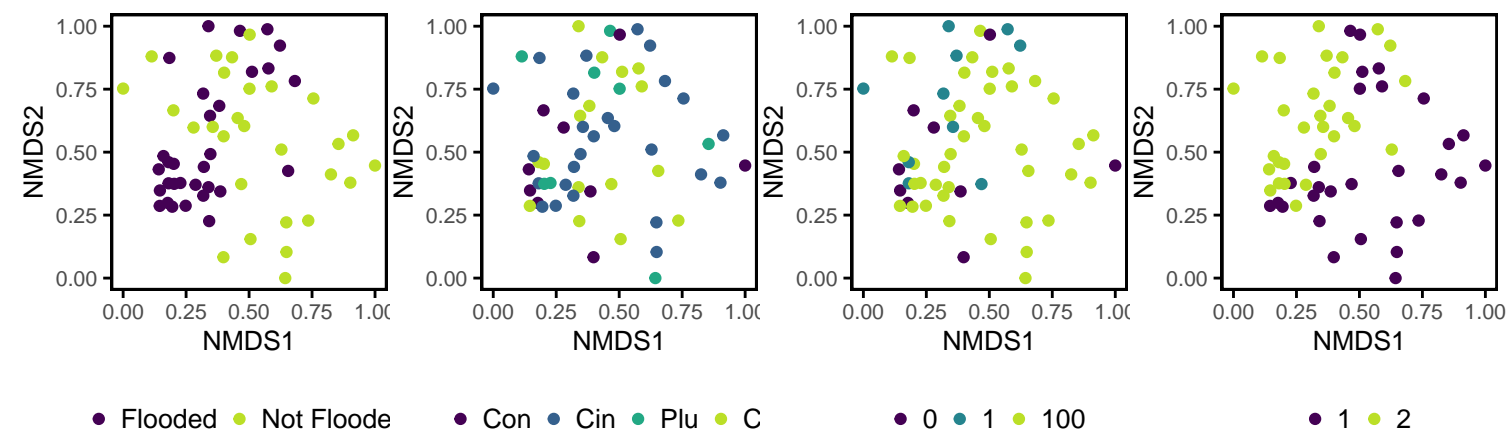 1.00 1.00 1.00 1.00
0.75 0.75 0.75 0.75
NMDS2 NMDS2 NMDS2 NMDS2
0.50 0.50 0.50 0.50
0.25 0.25 0.25 0.25
0.00 0.00 0.00 0.00
0.00 0.25 0.50 0.75 1.0 0.00 0.25 0.50 0.75 1.00 0.00 0.25 0.50 0.75 1.0 0.00 0.25 0.50 0.75 1.00
NMDS1 NMDS1 NMDS1 NMDS1
Flooded Not Floode Con Cin Plu C 0 1 100 1 2